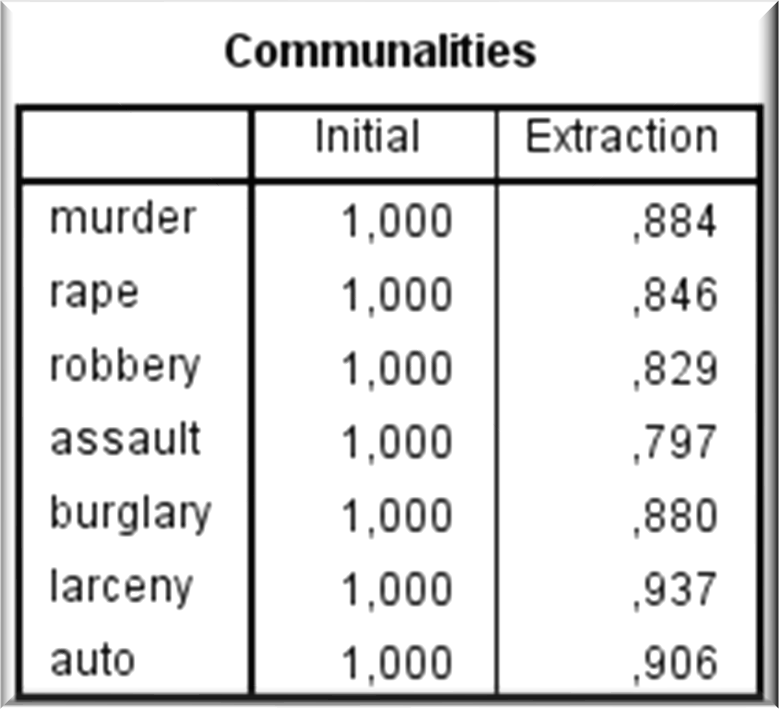 Communalities
Initial Extraction
murder 1,000 ,884
rape 1,000 ,846
robbery 1,000 ,829
assault 1,000 ,797
burglary 1,000 ,880
larceny 1,000 ,937
auto 1,000 ,906